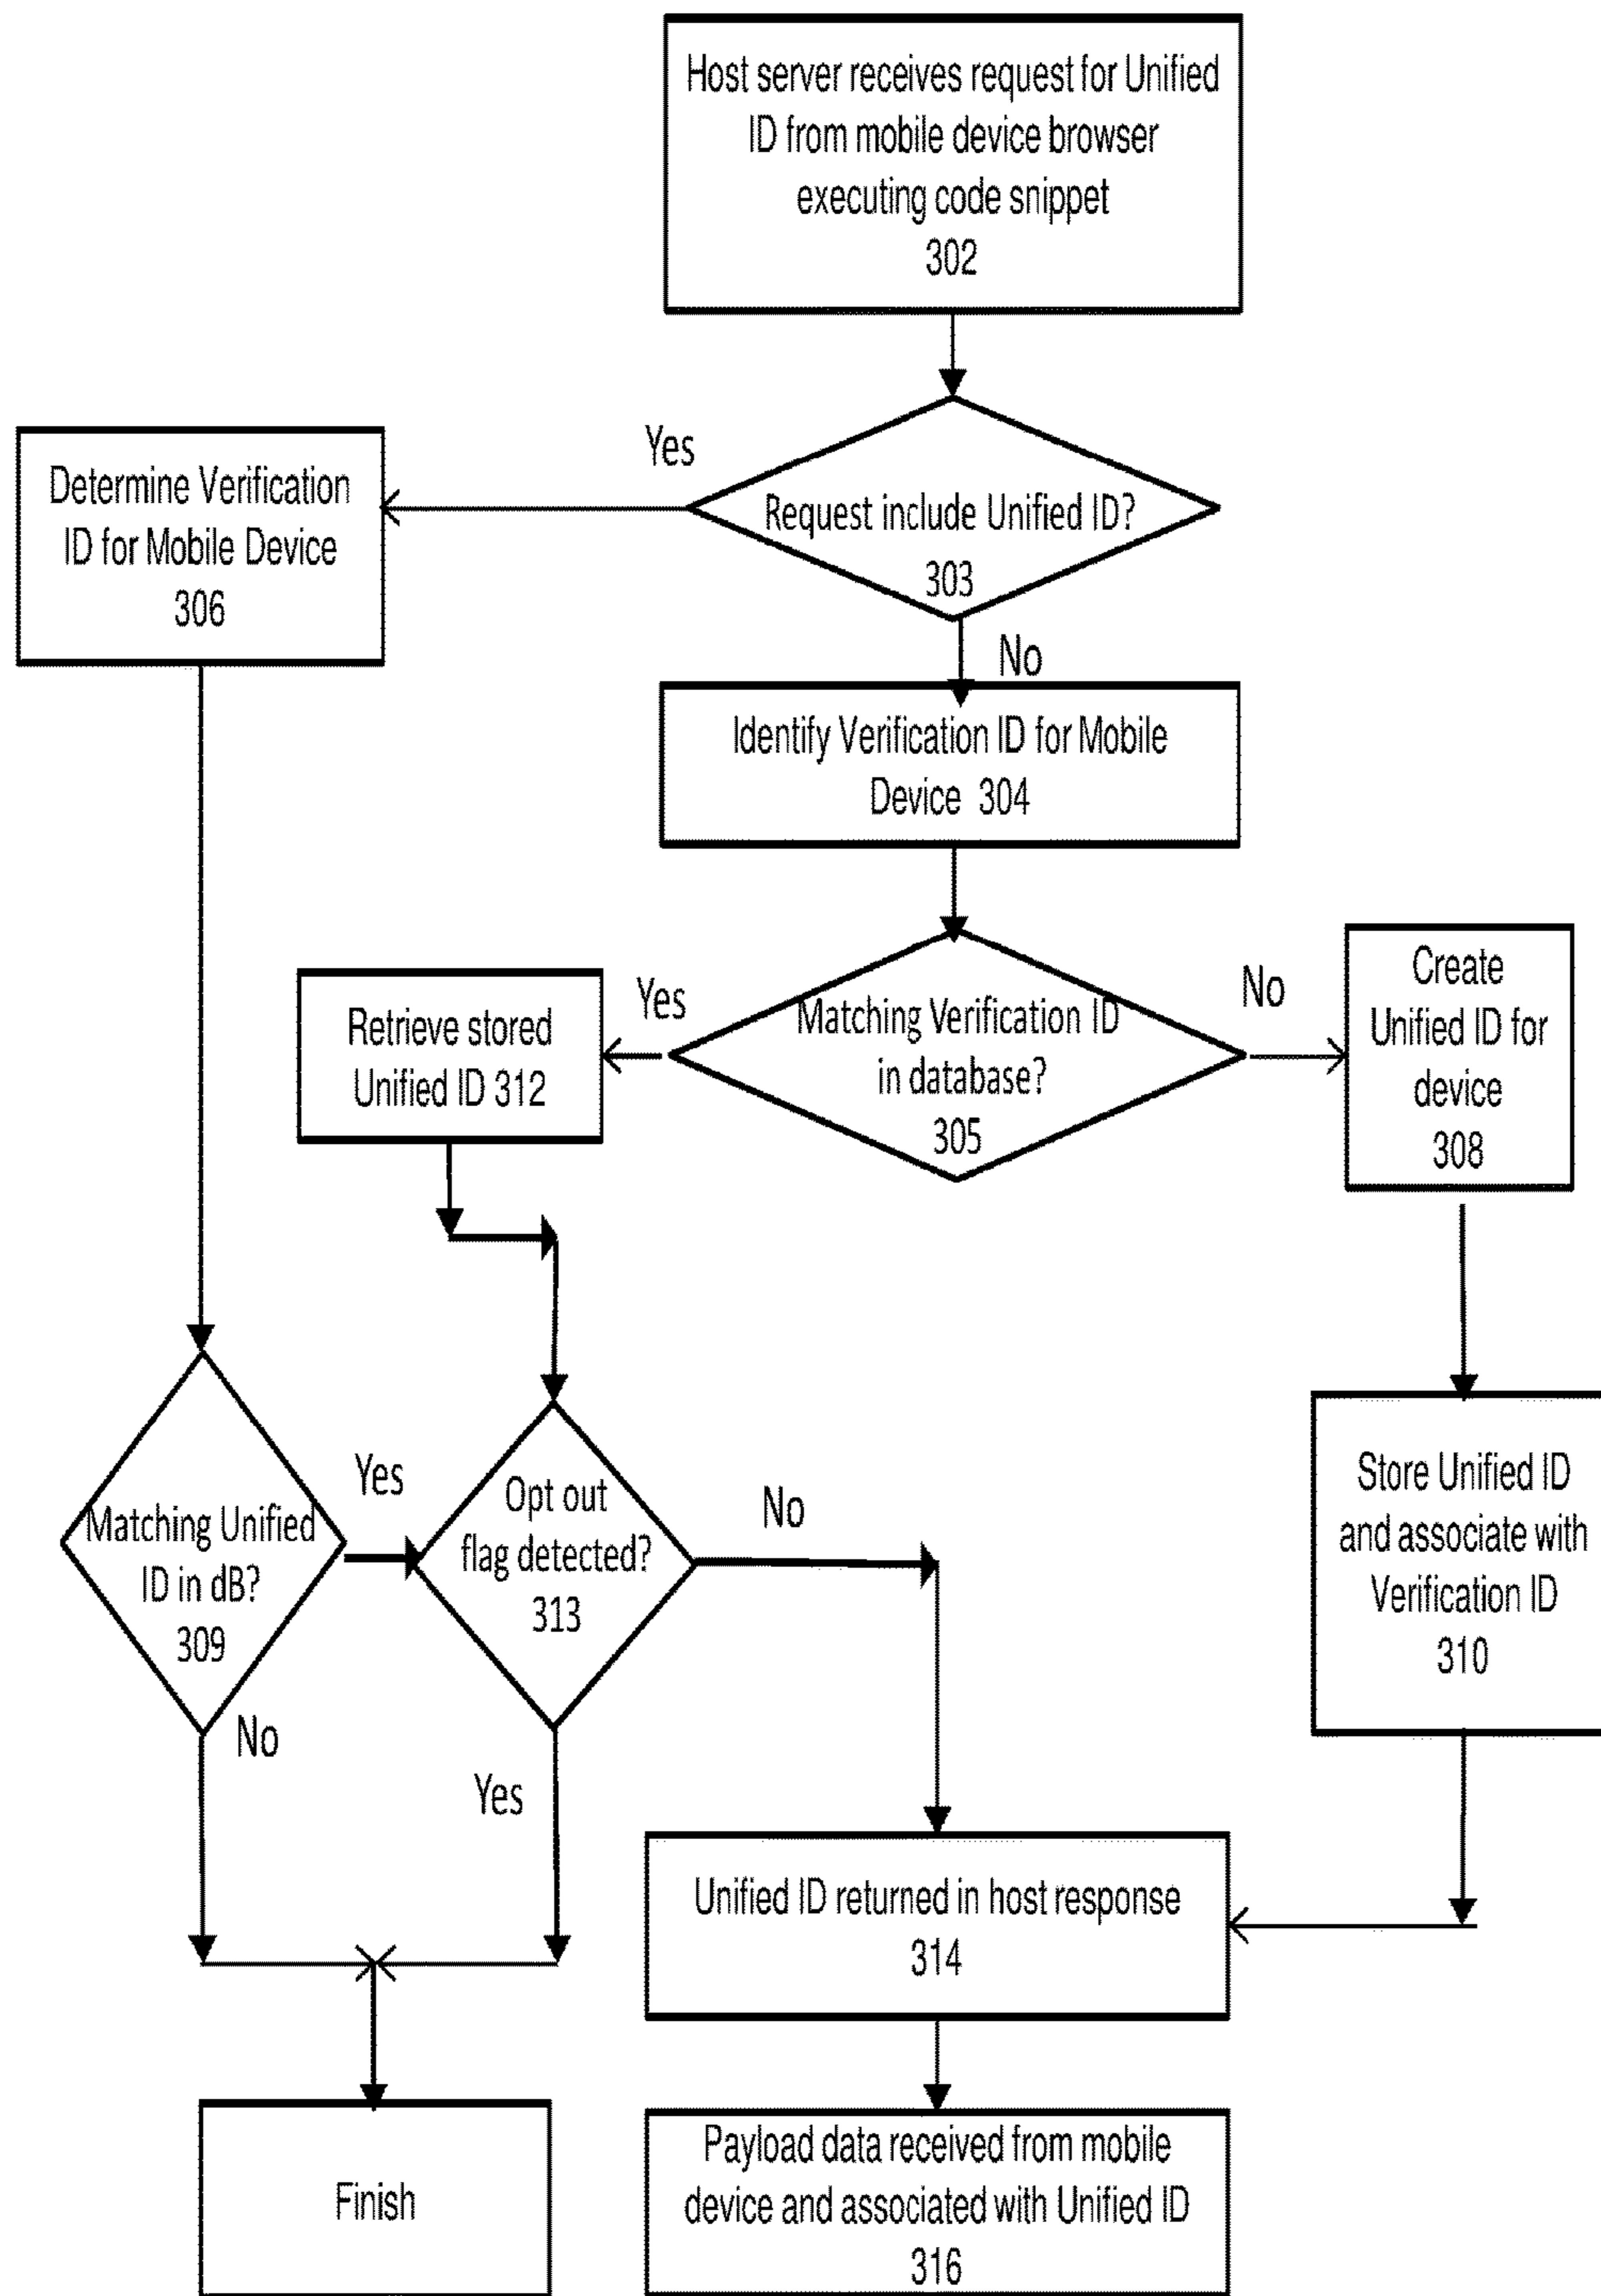 Host server receives request for Unified
ID from mobile device browser
executing code snippet
302
Yes
Determine Verification
ID for Mobile Device
306
Request include Unified ID?
303
No
Identify Verification ID for Mobile
Device 304
Retrieve stored
Unified ID 312
Yes
Matching Verification ID
in database?
305
No
Create
Unified ID for
device
308
Matching Unified
ID in dB?
309
Yes
Opt out
flag detected?
313
No
Store Unified ID
and associate with
Verification ID
310
No
Yes
Unified ID returned in host response
314
Finish
Payload data received from mobile
device and associated with Unified ID
316